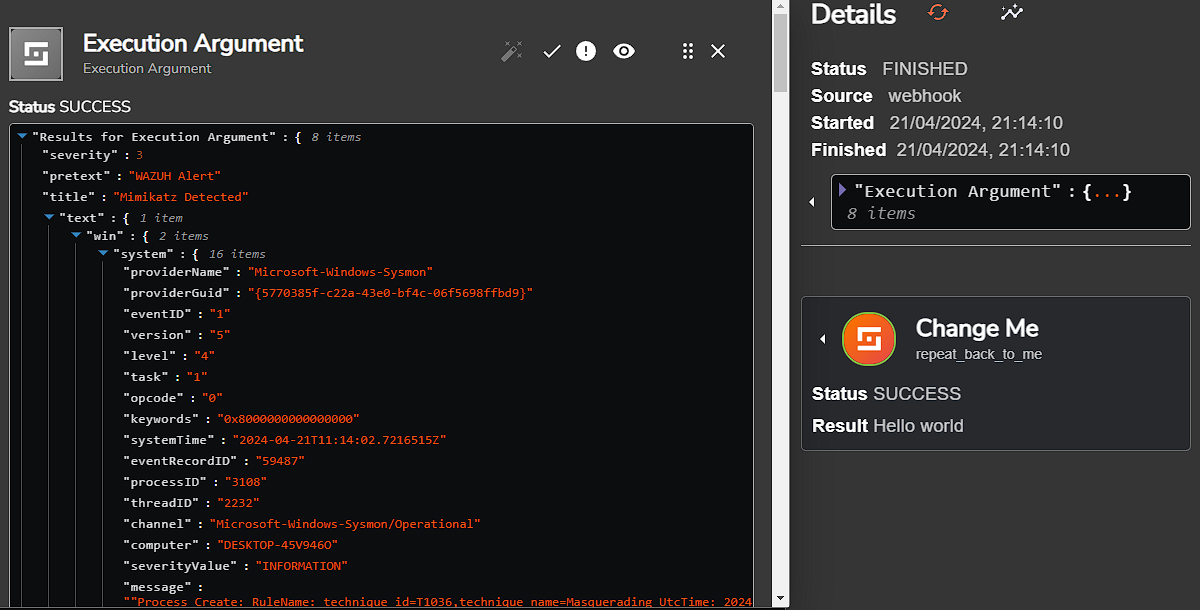 Execution Argument
Execution Argument
Status SUCCESS
"Results for Execution Argument" : { 8 items
"severity" : 3
"pretext" : "WAZUH Alert"
"title" : "Mimikatz Detected"
"text" : { 1 item
"win" : { 2 items
"system" : { 16 items
"providerName" : "Microsoft-Windows-Sysmon"
"providerGuid" : "{5770385f-c22a-43e0-bf4c-06f5698ffbd9}"
"eventID" : "1"
"version" : "5"
"level" : "4"
"task" : "1"
"opcode" : "0"
"keywords" : "0x8000000000000000"
"systemTime" : "2024-04-21T11:14:02.7216515Z"
"eventRecordID" : "59487"
"processID" : "3108"
"threadID" : "2232"
"channel" : "Microsoft-Windows-Sysmon/Operational"
"computer" : "DESKTOP-45V946O"
"severityValue" : "INFORMATION"
"message" :
""Process Create: RuleName: technique_id=T1036,technique_name=Masquerading UtcTime: 2024
Details
Status FINISHED
Source webhook
Started 21/04/2024, 21:14:10
Finished 21/04/2024, 21:14:10
"Execution Argument" : {...}
8 items
Change Me
repeat_back_to_me
Status SUCCESS
Result Hello world